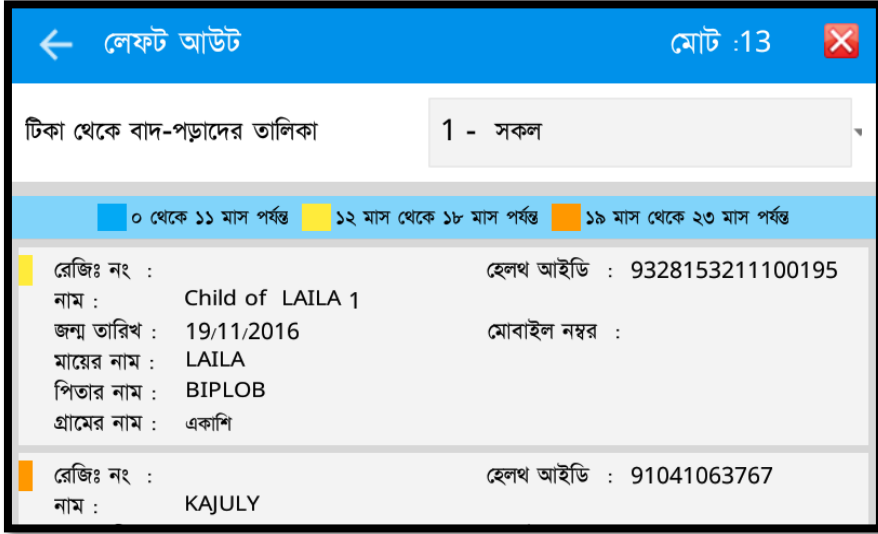 লেফট আউট মোট :13
টিকা থেকে বাদ-পড়াদের তালিকা 1 - সকল
০ থেকে ১১ মাস পর্যন্ত ১২ মাস থেকে ১৮ মাস পর্যন্ত ১৯ মাস থেকে ২৩ মাস পর্যন্ত
রেজিঃ নং : হেলথ আইডি : 9328153211100195
নাম : Child of LAILA 1
জন্ম তারিখ : 19/11/2016 মোবাইল নম্বর :
মায়ের নাম : LAILA
পিতার নাম : BIPLOB
গ্রামের নাম : একাশি
রেজিঃ নং : হেলথ আইডি : 91041063767
নাম : KAJULY